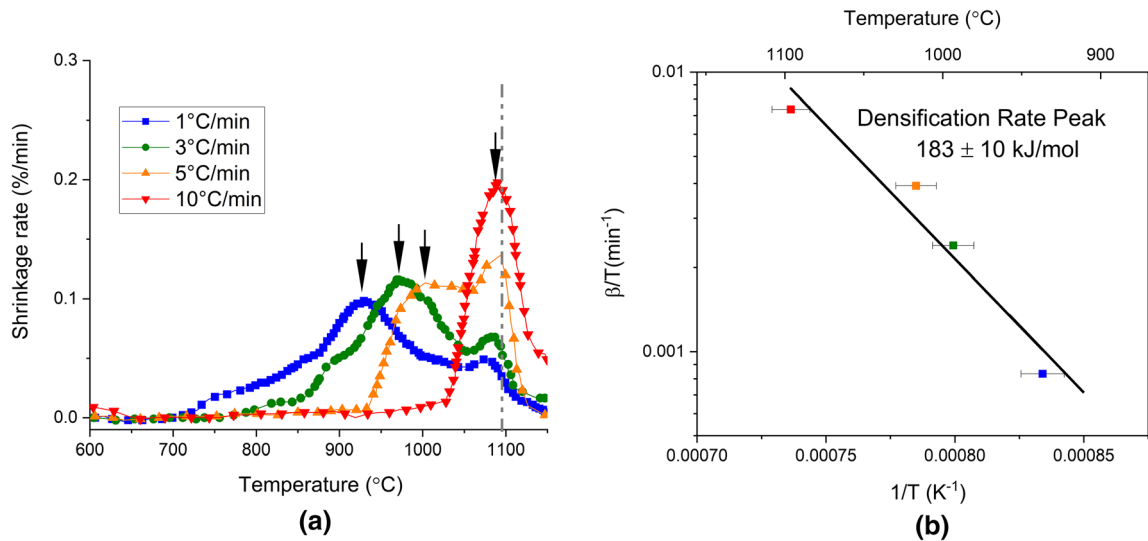 0.3
0.2
0.1
0.0
Shrinkage rate (%/min)
1°C/min
3°C/min
5°C/min
10°C/min
600 700 800 900 1000 1100
Temperature (°C)
(a)
Temperature (°C)
1100 1000 900
0.01
0.001
β/T(min⁻¹)
Densification Rate Peak
183 ± 10 kJ/mol
0.00070 0.00075 0.00080 0.00085
1/T (K⁻¹)
(b)